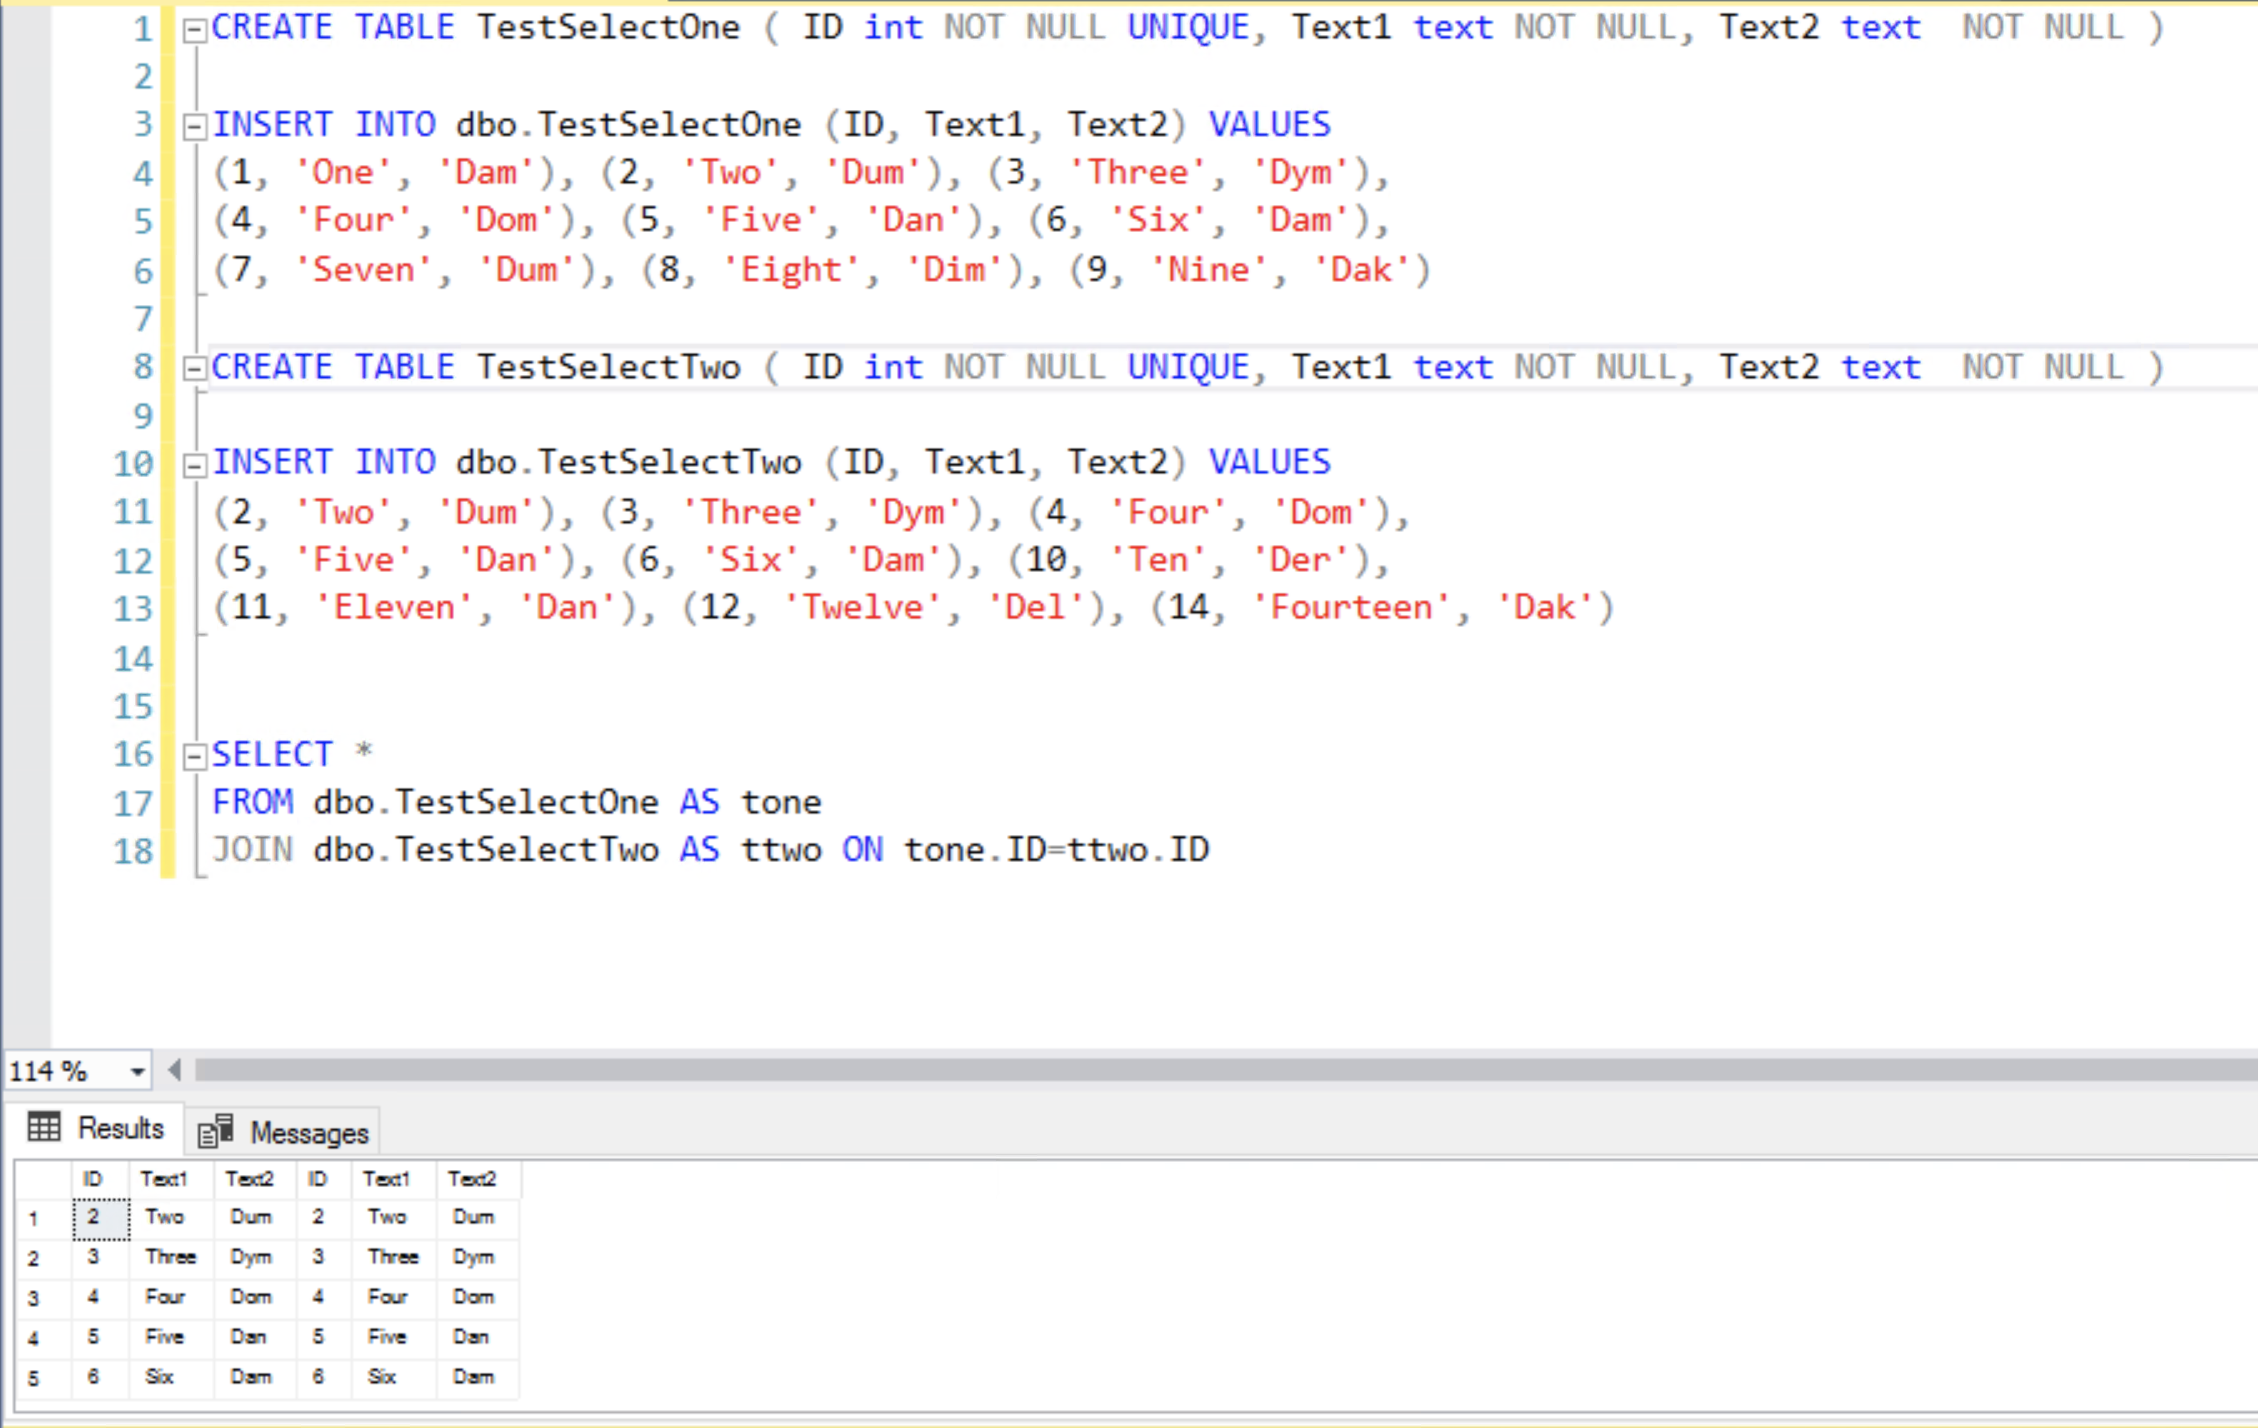 1 CREATE TABLE TestSelectOne ( ID int NOT NULL UNIQUE, Text1 text NOT NULL, Text2 text  NOT NULL )
2
3 INSERT INTO dbo.TestSelectOne (ID, Text1, Text2) VALUES
4 (1, 'One', 'Dam'), (2, 'Two', 'Dum'), (3, 'Three', 'Dym'),
5 (4, 'Four', 'Dom'), (5, 'Five', 'Dan'), (6, 'Six', 'Dam'),
6 (7, 'Seven', 'Dum'), (8, 'Eight', 'Dim'), (9, 'Nine', 'Dak')
7
8 CREATE TABLE TestSelectTwo ( ID int NOT NULL UNIQUE, Text1 text NOT NULL, Text2 text  NOT NULL )
9
10 INSERT INTO dbo.TestSelectTwo (ID, Text1, Text2) VALUES
11 (2, 'Two', 'Dum'), (3, 'Three', 'Dym'), (4, 'Four', 'Dom'),
12 (5, 'Five', 'Dan'), (6, 'Six', 'Dam'), (10, 'Ten', 'Der'),
13 (11, 'Eleven', 'Dan'), (12, 'Twelve', 'Del'), (14, 'Fourteen', 'Dak')
14
15
16 SELECT *
17 FROM dbo.TestSelectOne AS tone
18 JOIN dbo.TestSelectTwo AS ttwo ON tone.ID=ttwo.ID
114 %
Results Messages
ID Text1 Text2 ID Text1 Text2
1 2 Two Dum 2 Two Dum
2 3 Three Dym 3 Three Dym
3 4 Four Dom 4 Four Dom
4 5 Five Dan 5 Five Dan
5 6 Six Dam 6 Six Dam